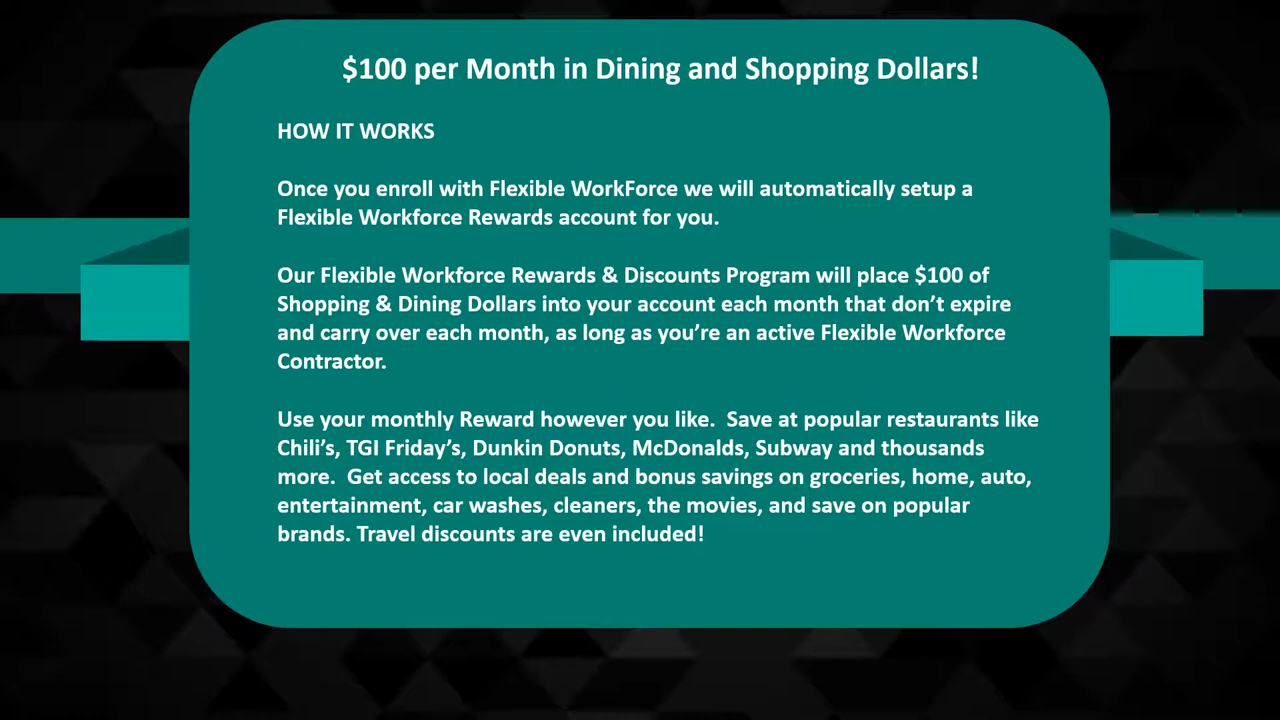 $100 per Month in Dining and Shopping Dollars!
HOW IT WORKS
Once you enroll with Flexible WorkForce we will automatically setup a
Flexible Workforce Rewards account for you.
Our Flexible Workforce Rewards & Discounts Program will place $100 of
Shopping & Dining Dollars into your account each month that don’t expire
and carry over each month, as long as you’re an active Flexible Workforce
Contractor.
Use your monthly Reward however you like.  Save at popular restaurants like
Chili’s, TGI Friday’s, Dunkin Donuts, McDonalds, Subway and thousands
more.  Get access to local deals and bonus savings on groceries, home, auto,
entertainment, car washes, cleaners, the movies, and save on popular
brands. Travel discounts are even included!